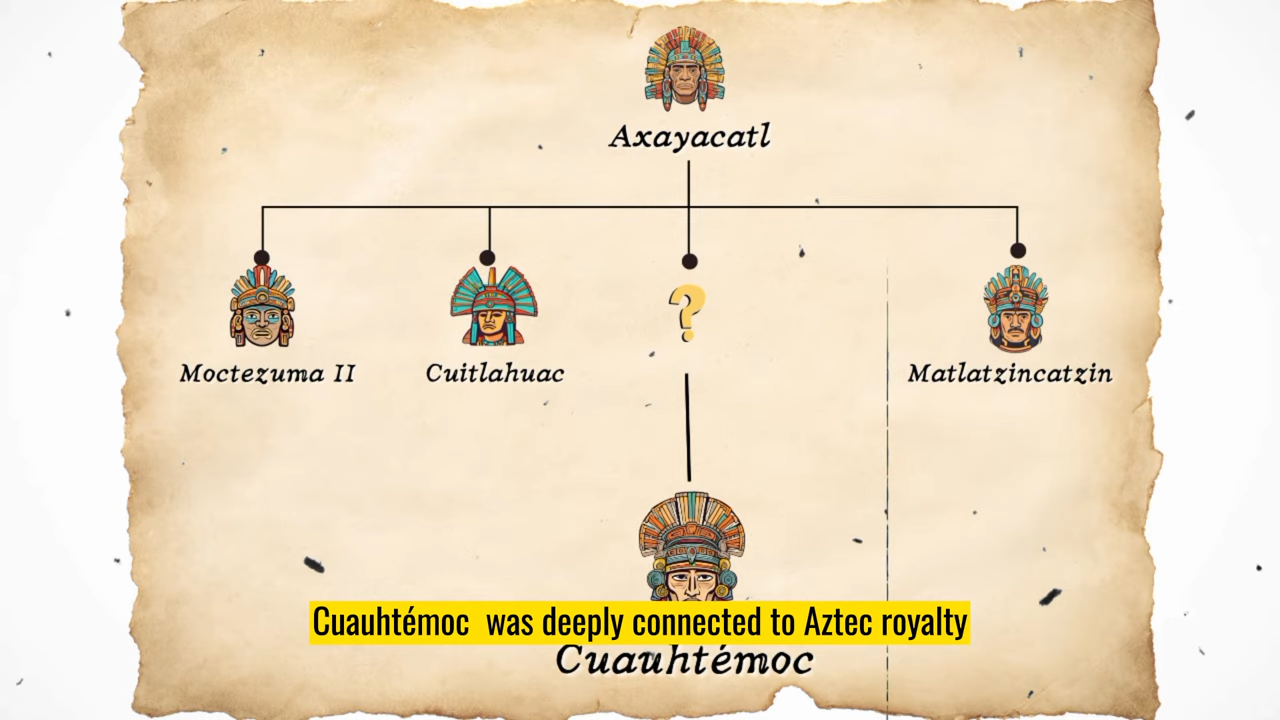 Axayacatl
?
Moctezuma II
Cuitlahuac
Matlatzincatzin
Cuauhtémoc was deeply connected to Aztec royalty
Cuauhtémoc